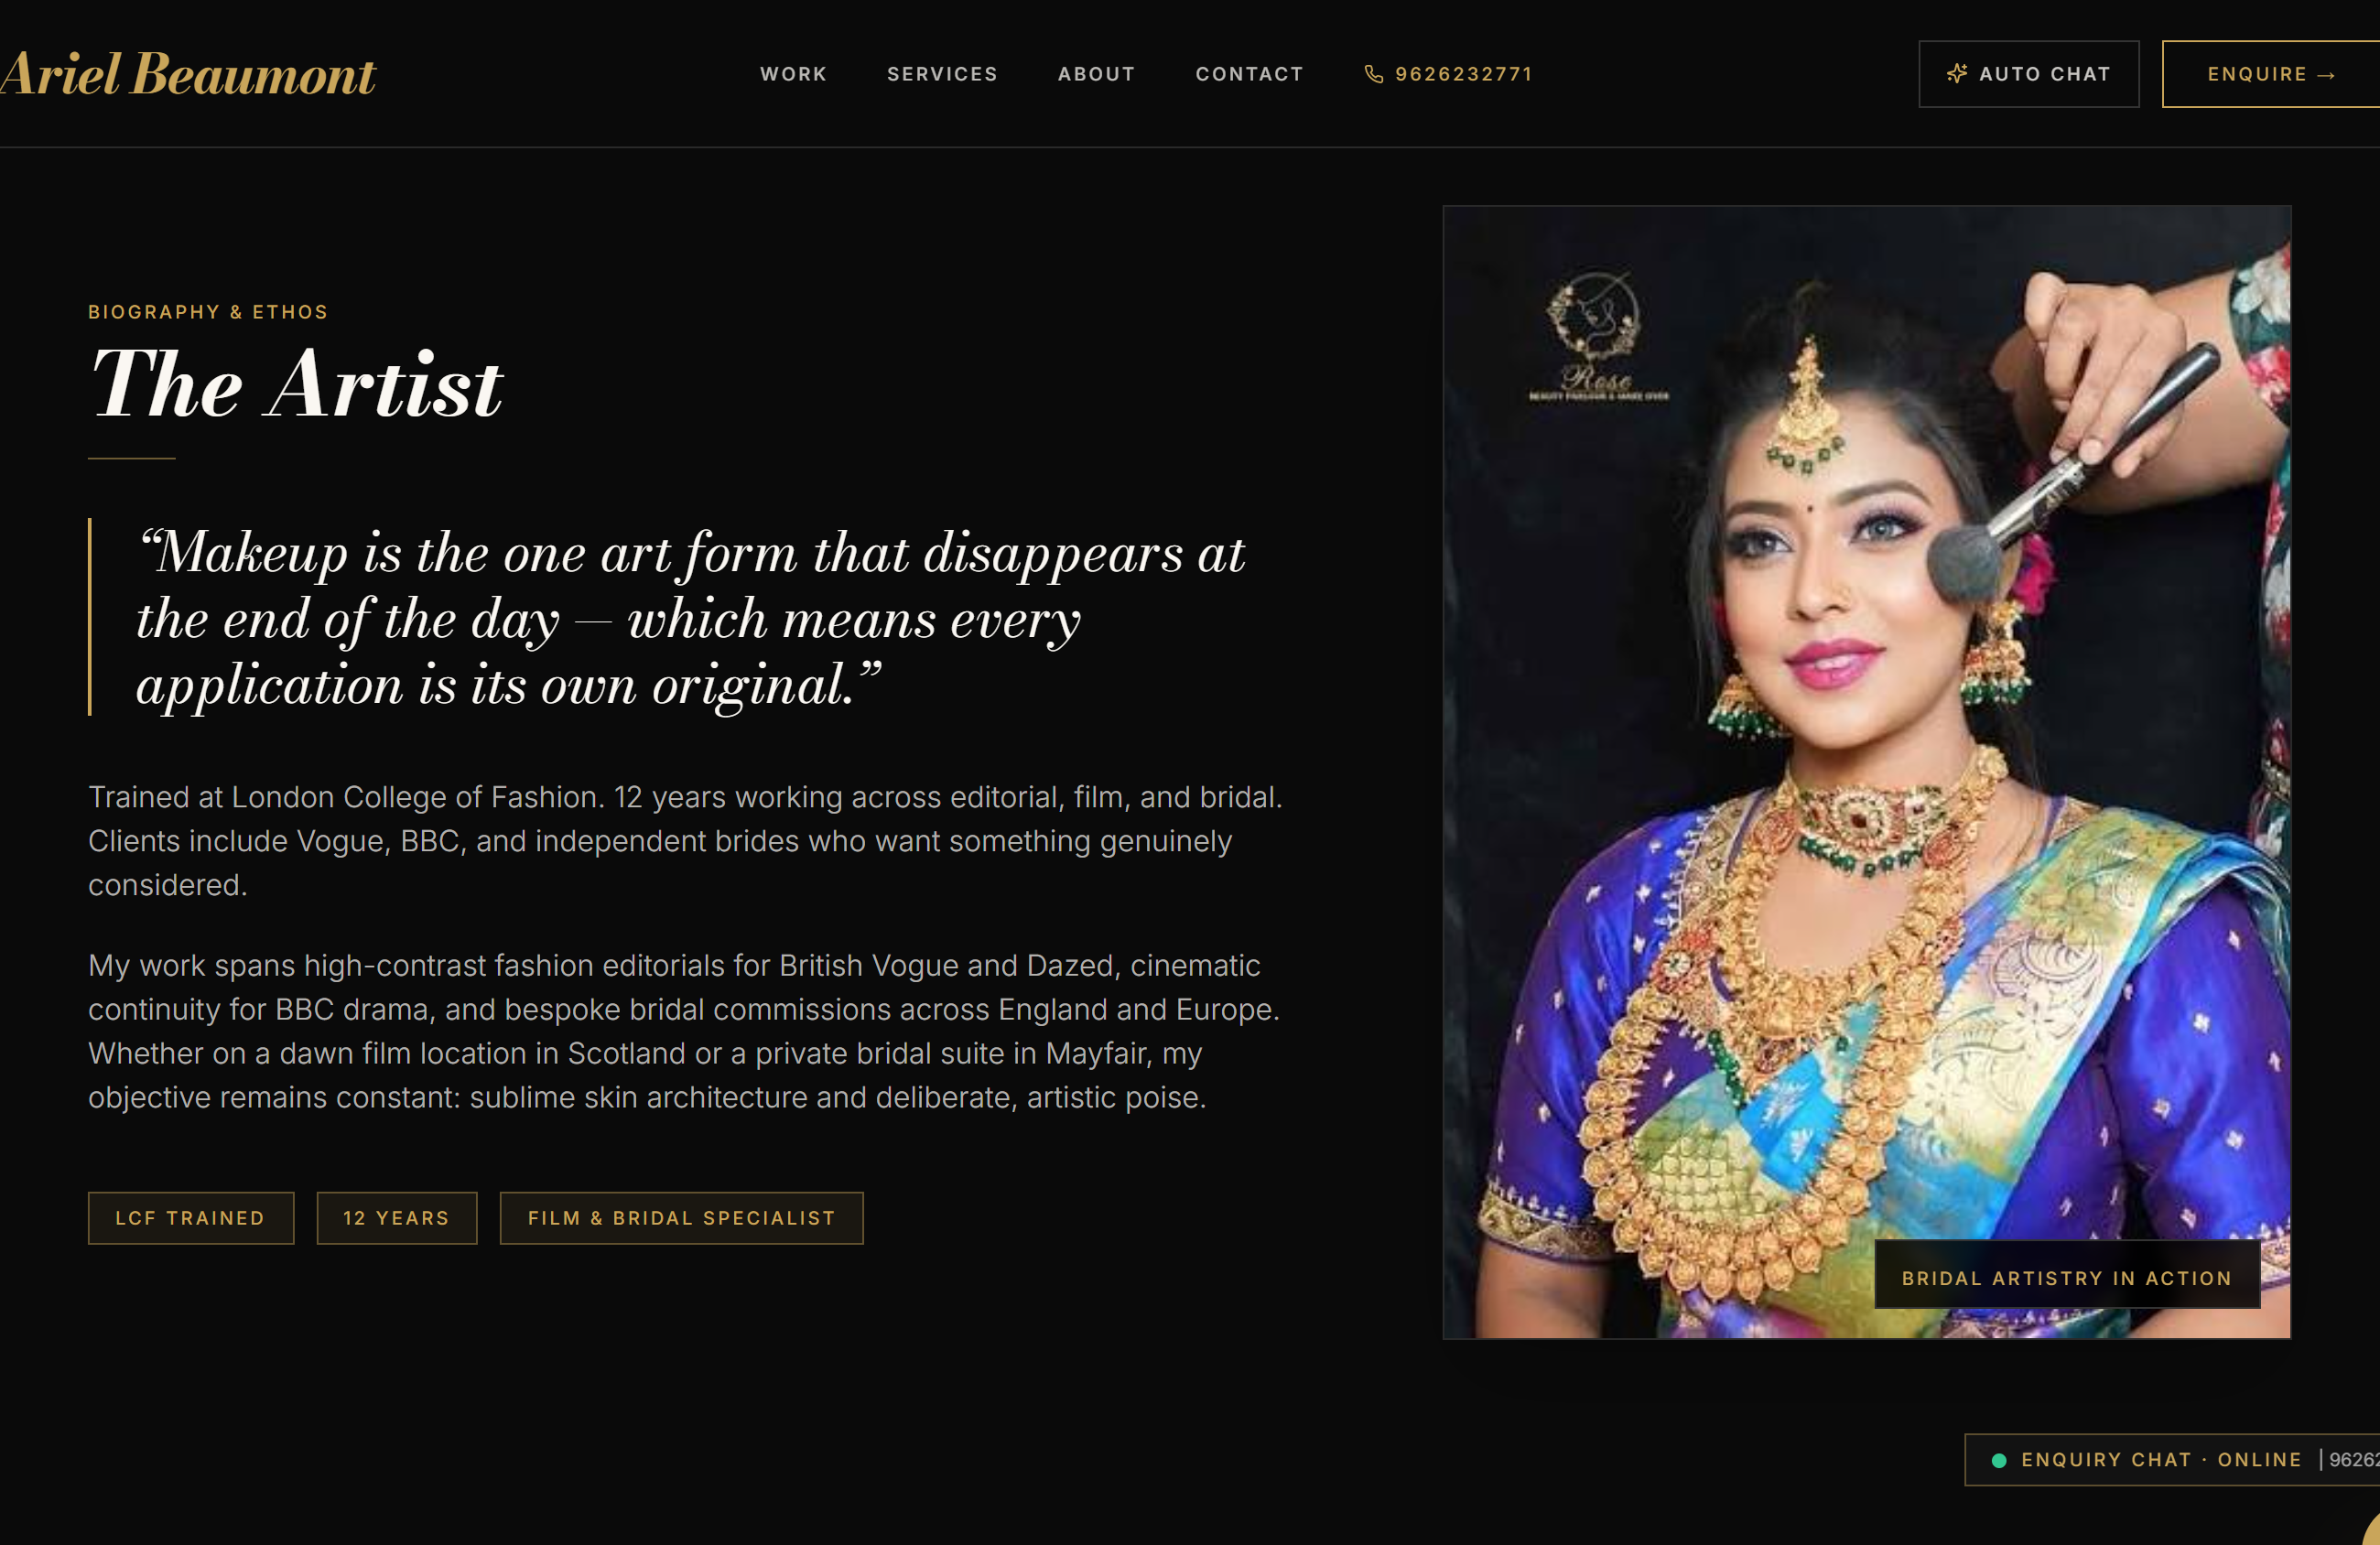 Ariel Beaumont
WORK
SERVICES
ABOUT
CONTACT
9626232771
AUTO CHAT
ENQUIRE →
BIOGRAPHY & ETHOS
The Artist
“Makeup is the one art form that disappears at
the end of the day — which means every
application is its own original.”
Trained at London College of Fashion. 12 years working across editorial, film, and bridal.
Clients include Vogue, BBC, and independent brides who want something genuinely
considered.
My work spans high-contrast fashion editorials for British Vogue and Dazed, cinematic
continuity for BBC drama, and bespoke bridal commissions across England and Europe.
Whether on a dawn film location in Scotland or a private bridal suite in Mayfair, my
objective remains constant: sublime skin architecture and deliberate, artistic poise.
LCF TRAINED
12 YEARS
FILM & BRIDAL SPECIALIST
Rose
BEAUTY PARLOUR & MAKE OVER
BRIDAL ARTISTRY IN ACTION
ENQUIRY CHAT · ONLINE | 9626